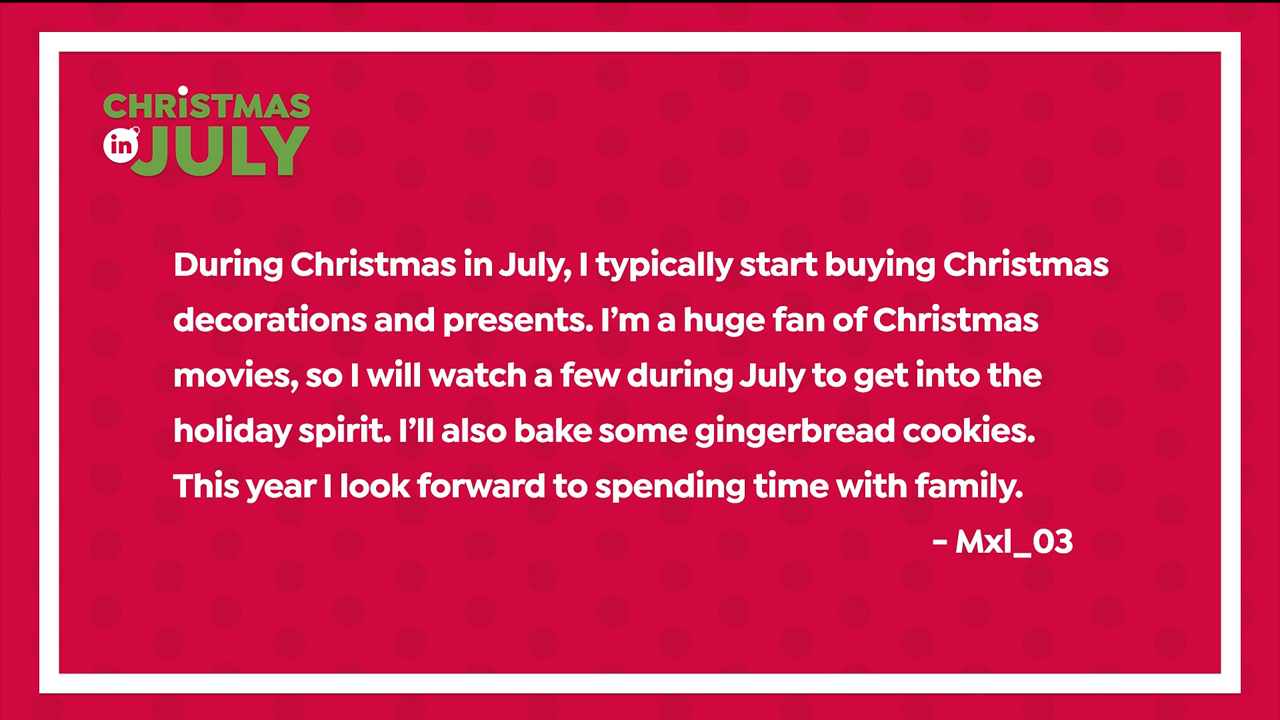 CHRiSTMAS
in JULY
During Christmas in July, I typically start buying Christmas
decorations and presents. I’m a huge fan of Christmas
movies, so I will watch a few during July to get into the
holiday spirit. I’ll also bake some gingerbread cookies.
This year I look forward to spending time with family.
- Mxl_03